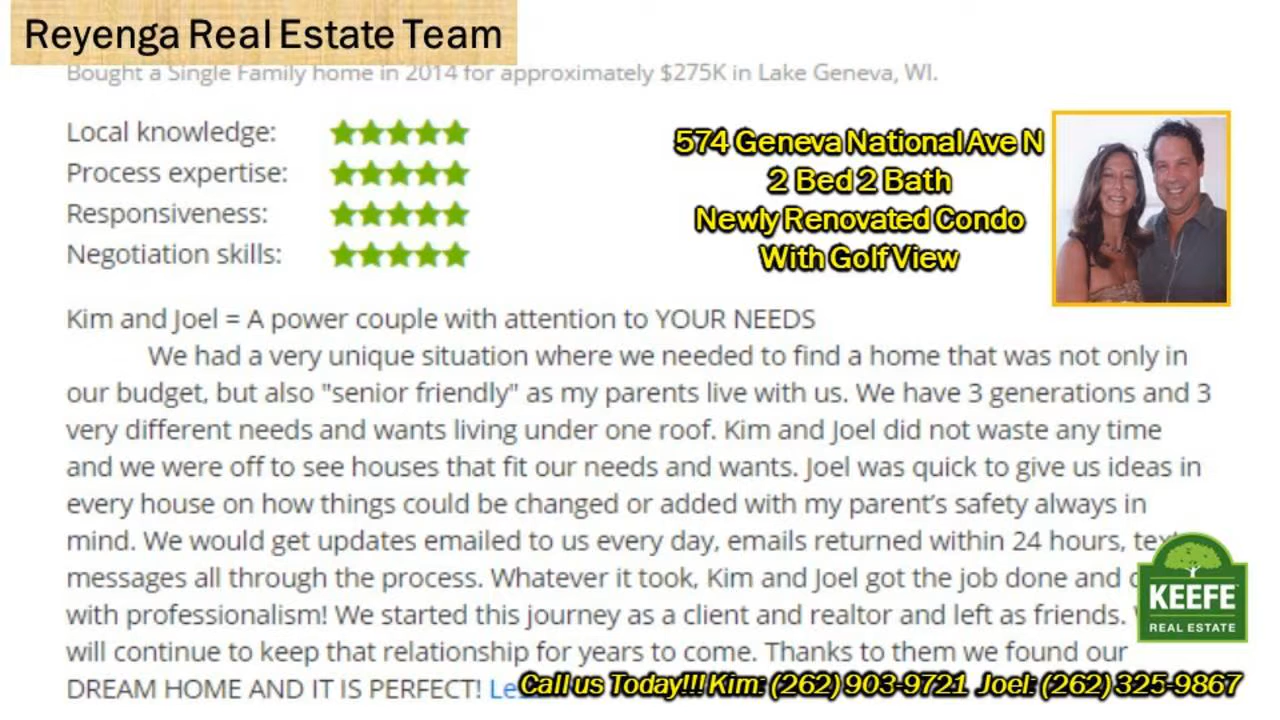 Reyenga Real Estate Team
Bought a Single Family home in 2014 for approximately $275K in Lake Geneva, WI.
Local knowledge:
Process expertise:
Responsiveness:
Negotiation skills:
574 Geneva National Ave N
2 Bed 2 Bath
Newly Renovated Condo
With Golf View
Kim and Joel = A power couple with attention to YOUR NEEDS
We had a very unique situation where we needed to find a home that was not only in
our budget, but also "senior friendly" as my parents live with us. We have 3 generations and 3
very different needs and wants living under one roof. Kim and Joel did not waste any time
and we were off to see houses that fit our needs and wants. Joel was quick to give us ideas in
every house on how things could be changed or added with my parent's safety always in
mind. We would get updates emailed to us every day, emails returned within 24 hours,
messages all through the process. Whatever it took, Kim and Joel got the job done and
with professionalism! We started this journey as a client and realtor and left as friends.
will continue to keep that relationship for years to come. Thanks to them we found our
DREAM HOME AND IT IS PERFECT!
KEEFE
REAL ESTATE
Call us Today!!! Kim: (262) 903-9721 Joel: (262) 325-9867